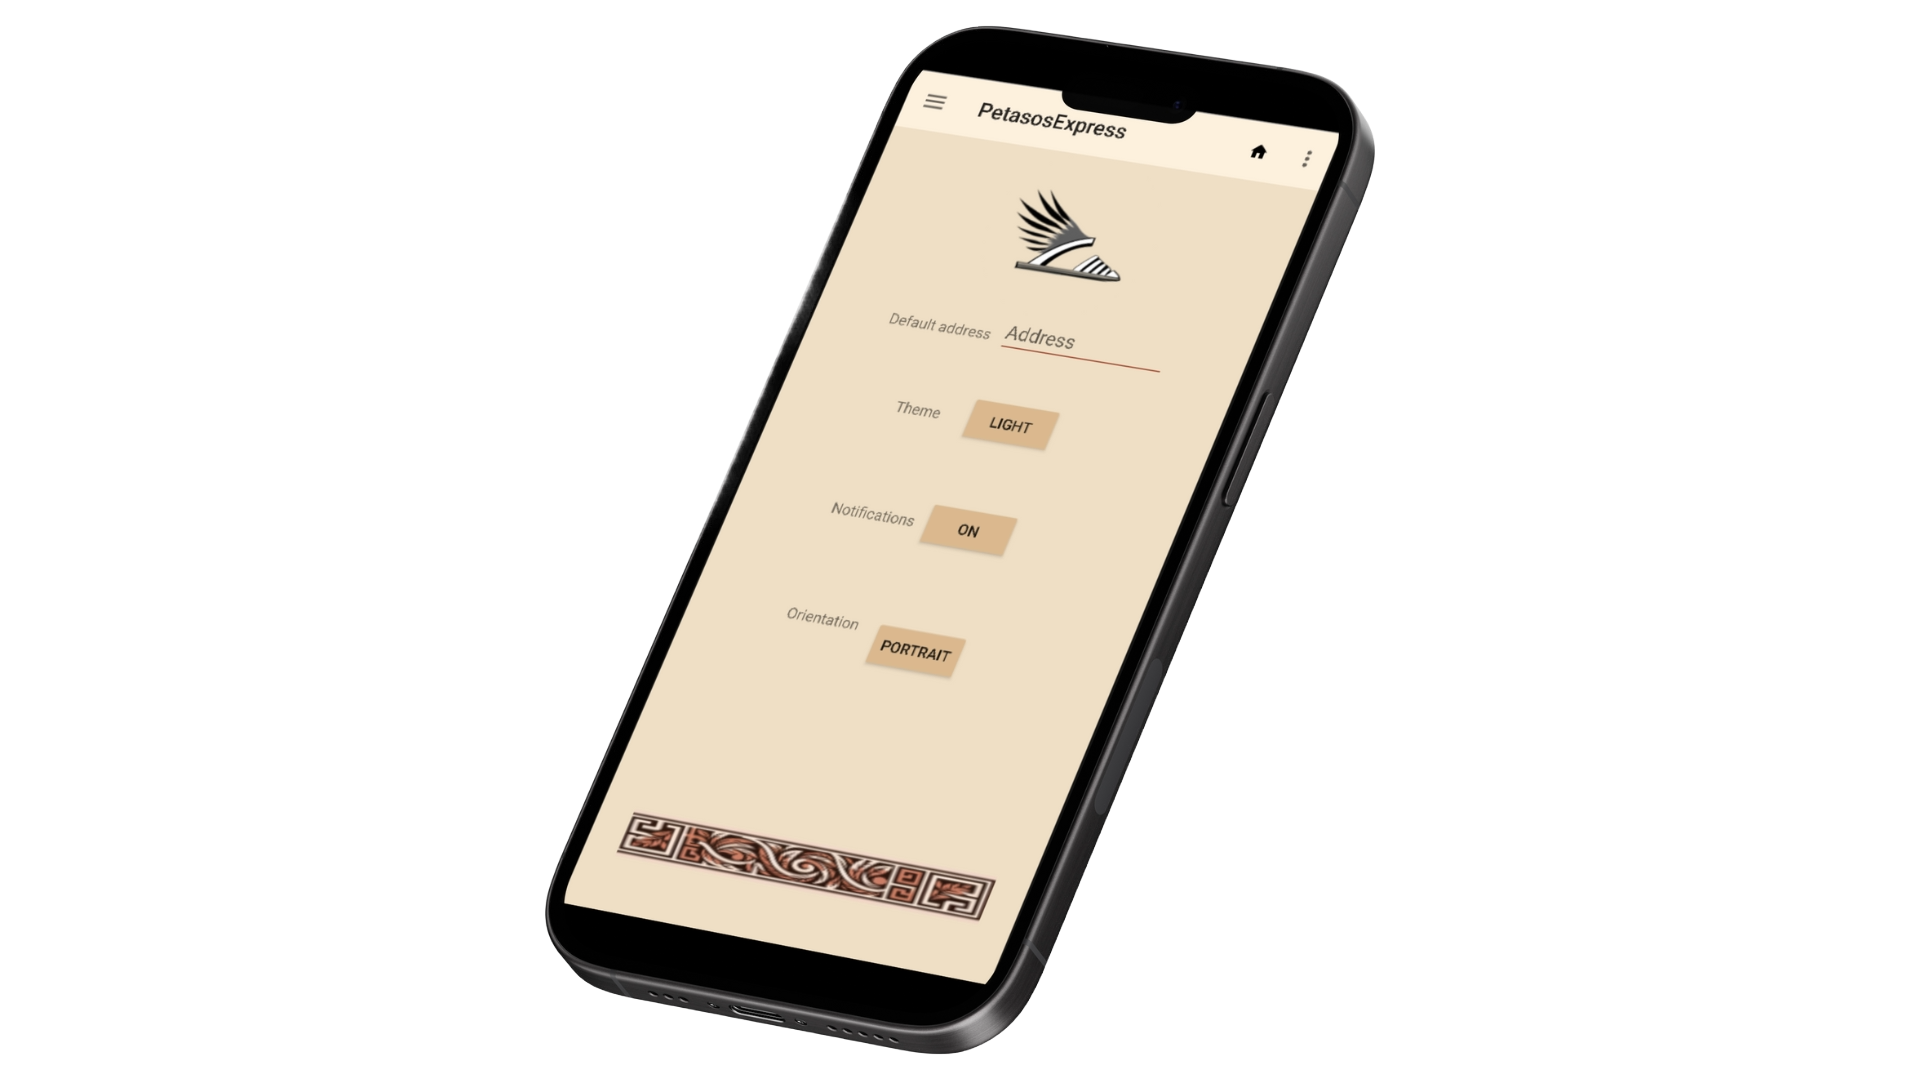 PetasosExpress
Default address Address
Theme LIGHT
Notifications ON
Orientation PORTRAIT